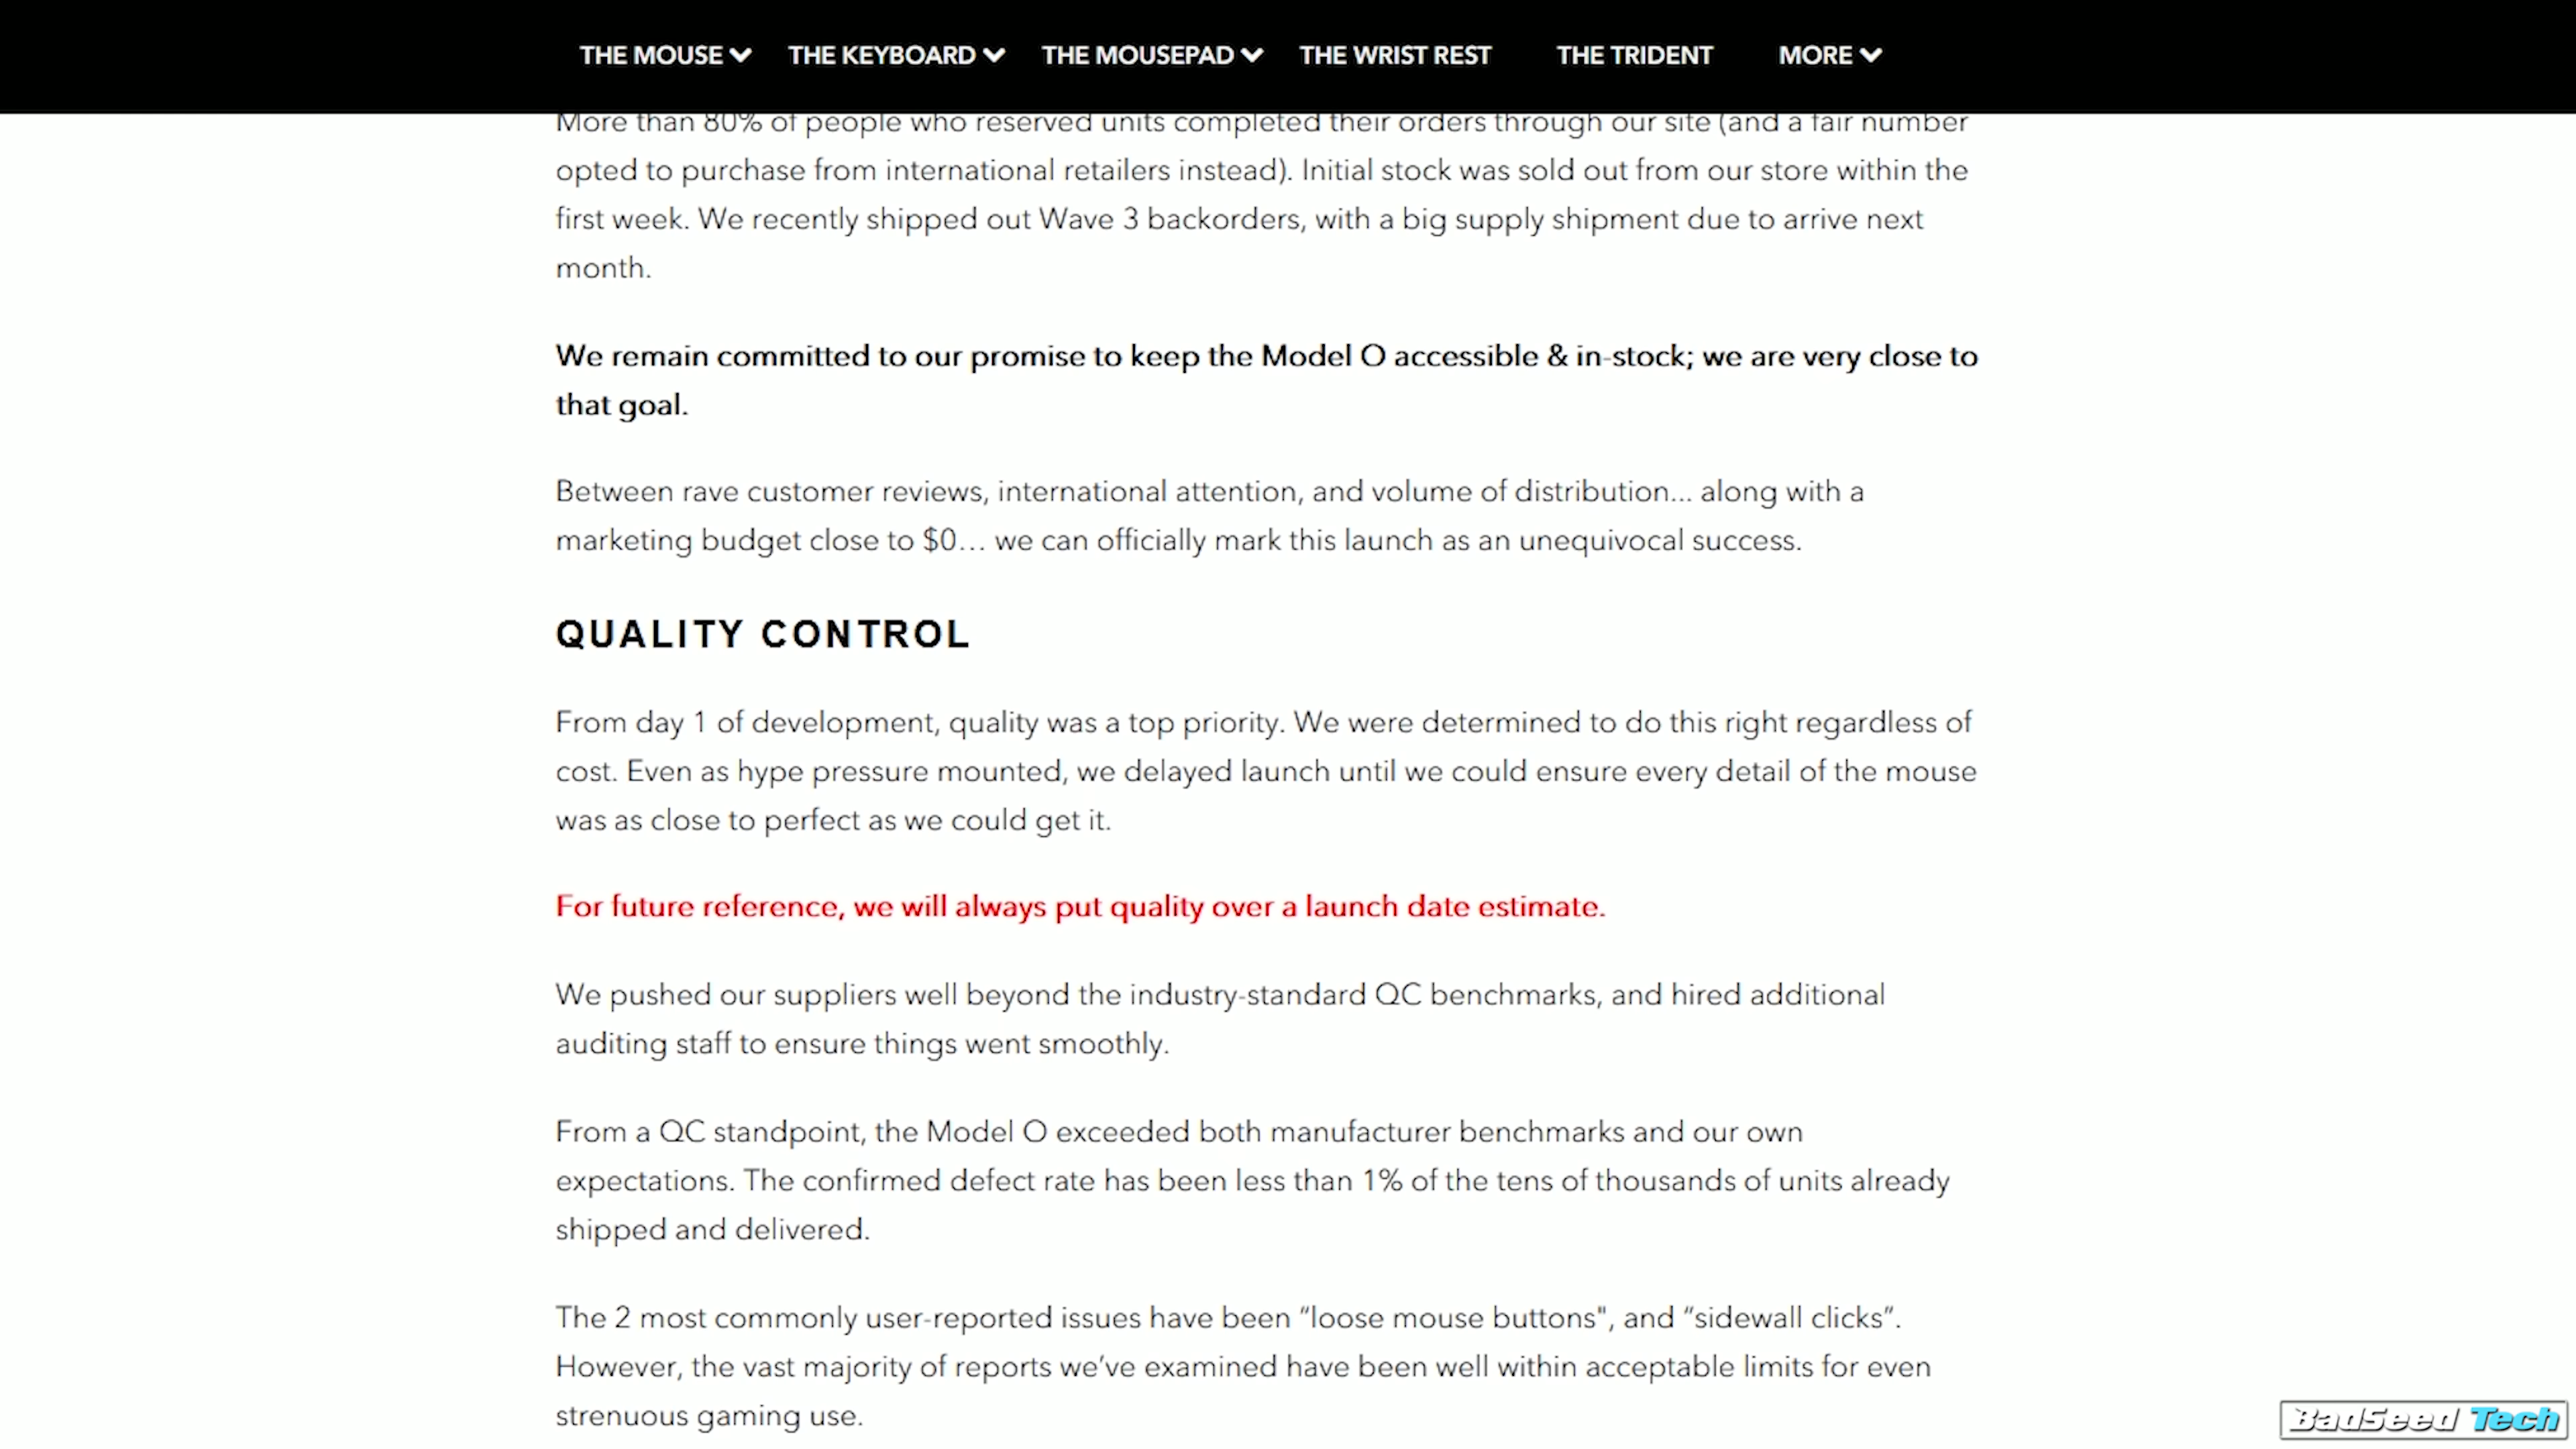 THE MOUSE THE KEYBOARD THE MOUSEPAD THE WRIST REST THE TRIDENT MORE
More than 80% of people who reserved units completed their orders through our site (and a fair number
opted to purchase from international retailers instead). Initial stock was sold out from our store within the
first week. We recently shipped out Wave 3 backorders, with a big supply shipment due to arrive next
month.
We remain committed to our promise to keep the Model O accessible & in-stock; we are very close to
that goal.
Between rave customer reviews, international attention, and volume of distribution... along with a
marketing budget close to $0... we can officially mark this launch as an unequivocal success.
QUALITY CONTROL
From day 1 of development, quality was a top priority. We were determined to do this right regardless of
cost. Even as hype pressure mounted, we delayed launch until we could ensure every detail of the mouse
was as close to perfect as we could get it.
For future reference, we will always put quality over a launch date estimate.
We pushed our suppliers well beyond the industry-standard QC benchmarks, and hired additional
auditing staff to ensure things went smoothly.
From a QC standpoint, the Model O exceeded both manufacturer benchmarks and our own
expectations. The confirmed defect rate has been less than 1% of the tens of thousands of units already
shipped and delivered.
The 2 most commonly user-reported issues have been “loose mouse buttons", and “sidewall clicks”.
However, the vast majority of reports we’ve examined have been well within acceptable limits for even
strenuous gaming use.
BadSeed Tech